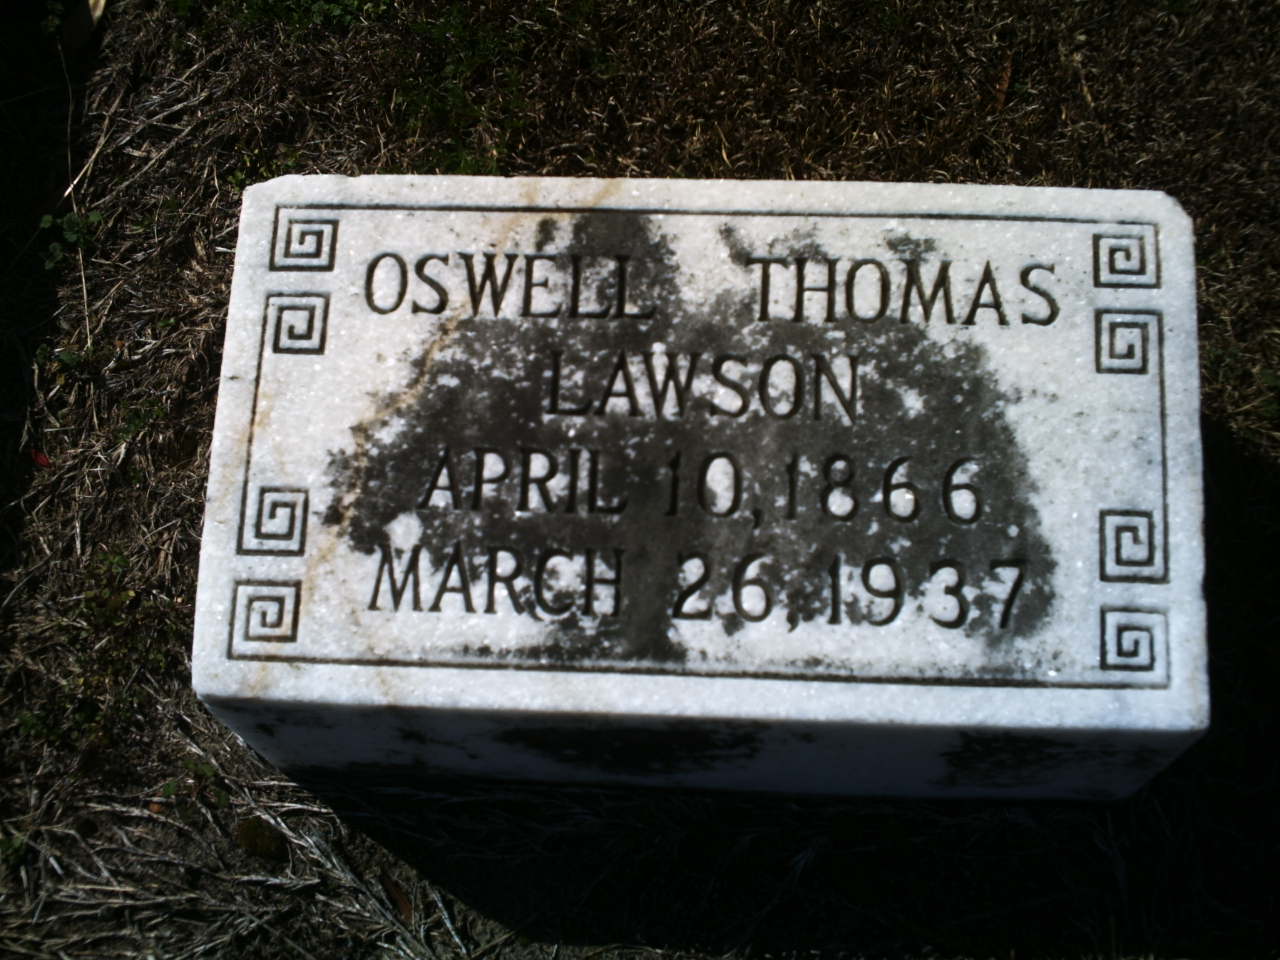 OSWELL THOMAS
LAWSON
APRIL 10, 1866
MARCH 26, 1937